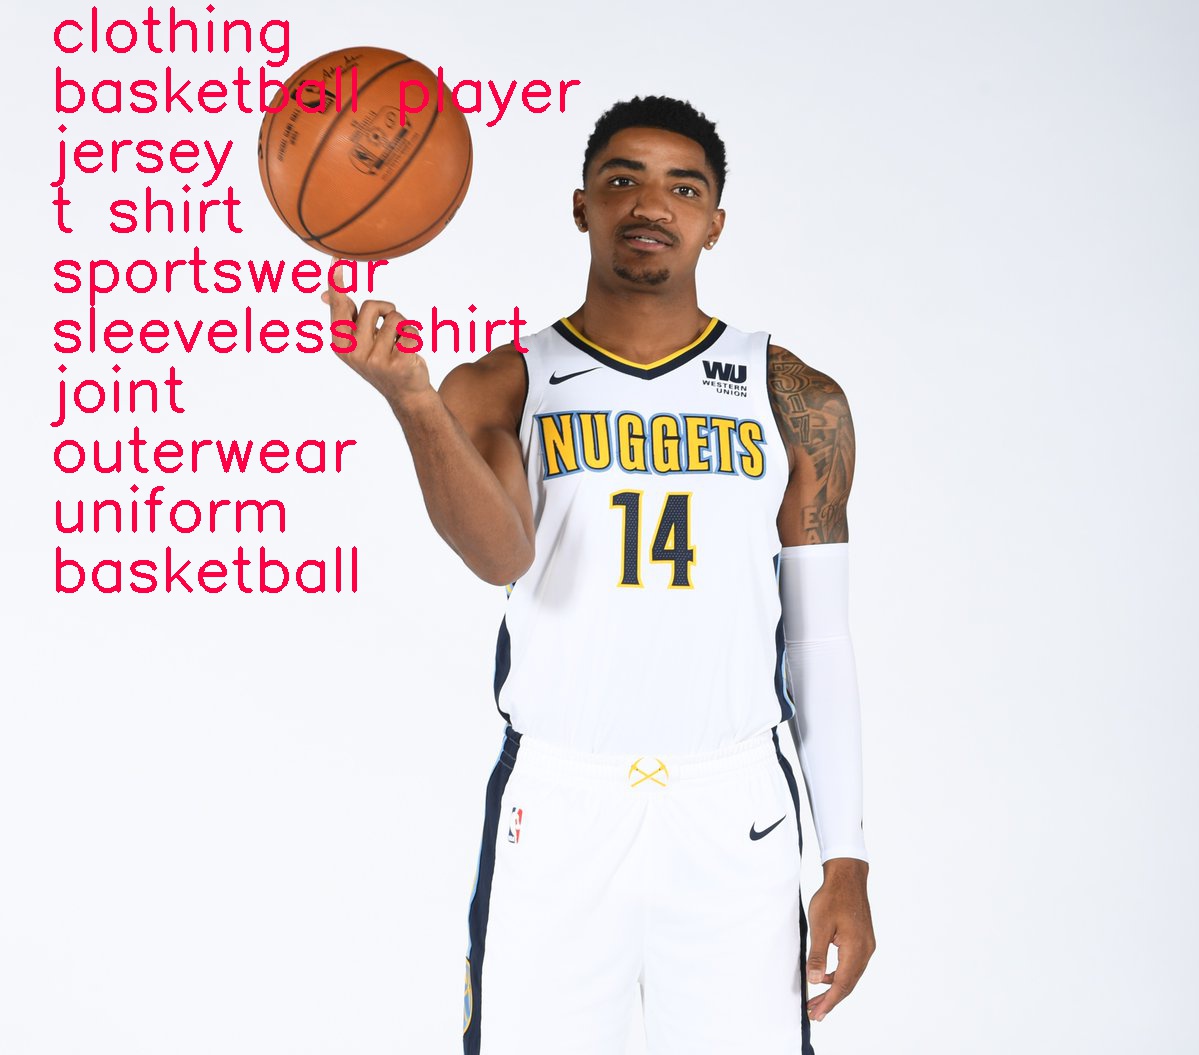 clothing
basketball player
jersey
t shirt
sportswear
sleeveless shirt
joint
outerwear
uniform
basketball
WU
WESTERN
UNION
NUGGETS
14